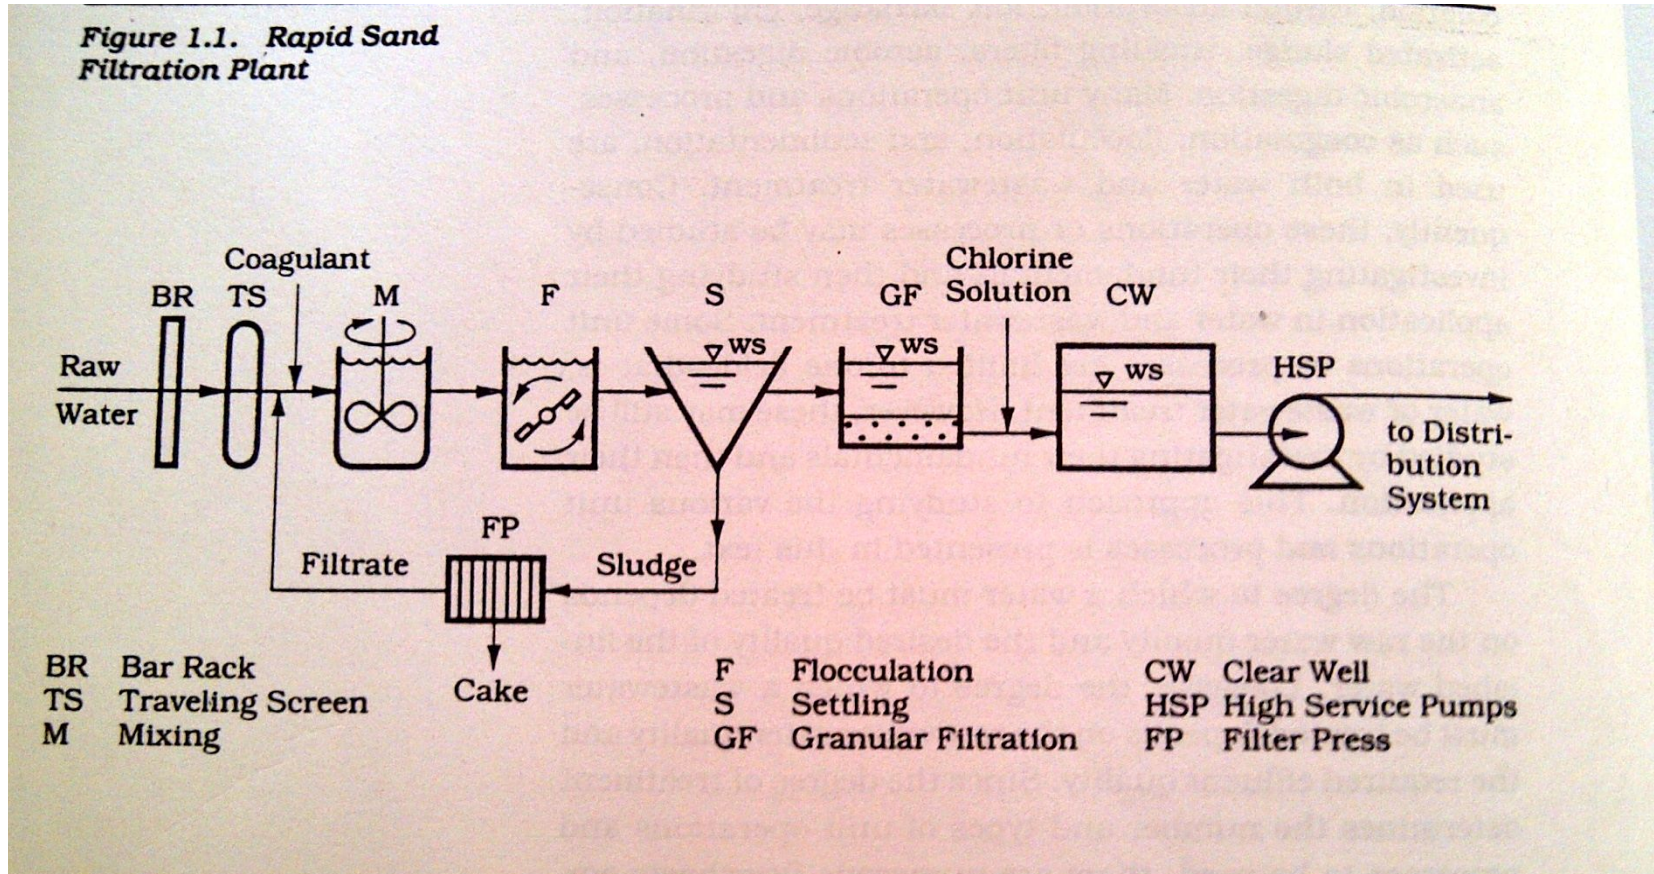 Figure 1.1. Rapid Sand
Filtration Plant
Coagulant
Chlorine
Solution
BR
TS
M
F
S
GF
CW
ws
ws
ws
HSP
Raw
Water
to Distri-
bution
System
FP
Filtrate
Sludge
Cake
BR Bar Rack
TS Traveling Screen
M Mixing
F Flocculation
S Settling
GF Granular Filtration
CW Clear Well
HSP High Service Pumps
FP Filter Press